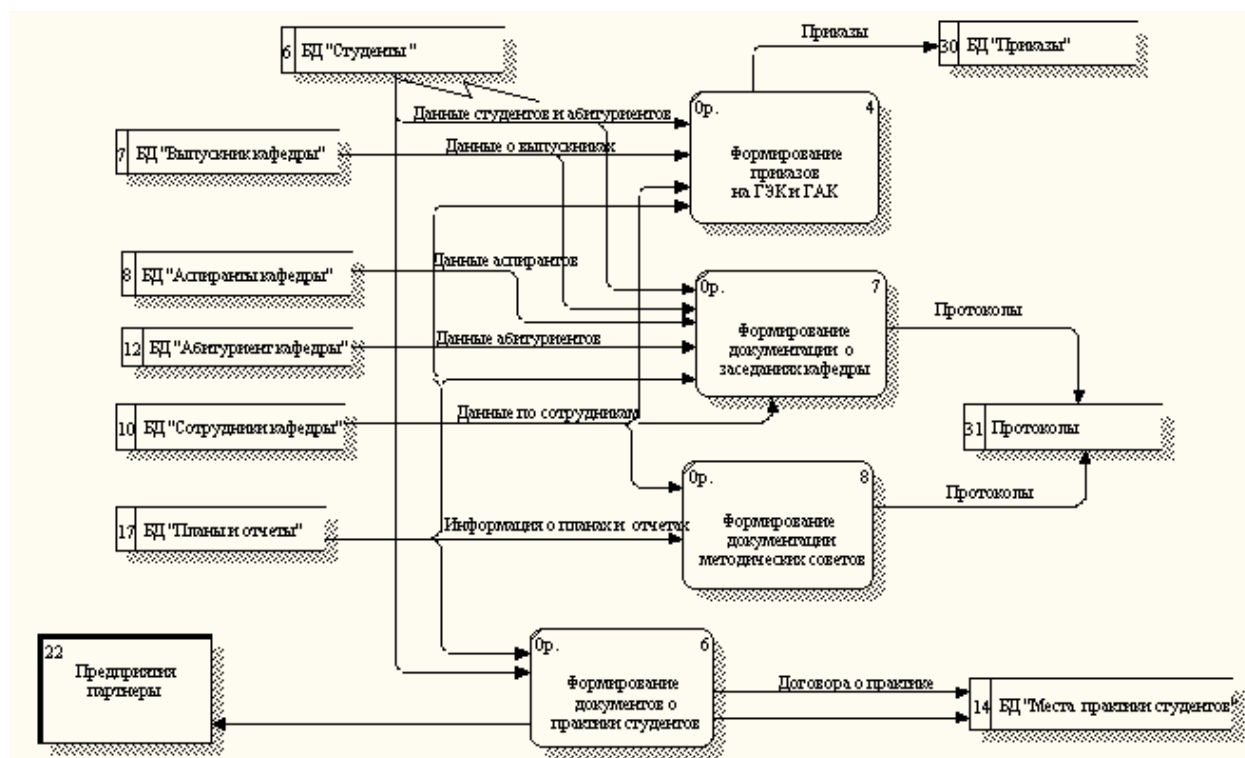 Приказы
6 БД "Студенты "
30 БД "Приказы"
Данные студентов и абитуриентов
0р. 4
Формирование
приказов
на ГЭК и ГАК
7 БД "Выпускник кафедры"
Данные о выпускниках
8 БД "Аспиранты кафедры"
Данные аспирантов
0р. 7
Формирование
документации о
заседаниях кафедры
Протоколы
12 БД "Абитуриент кафедры"
Данные абитуриентов
10 БД "Сотрудники кафедры"
Данные по сотрудникам
31 Протоколы
0р. 8
Формирование
документации
методических советов
Протоколы
17 БД "Планы и отчеты"
Информация о планах и отчетах
22
Предприятия
партнеры
0р. 6
Формирование
документов о
практики студентов
Договора о практике
14 БД "Места практики студентов"